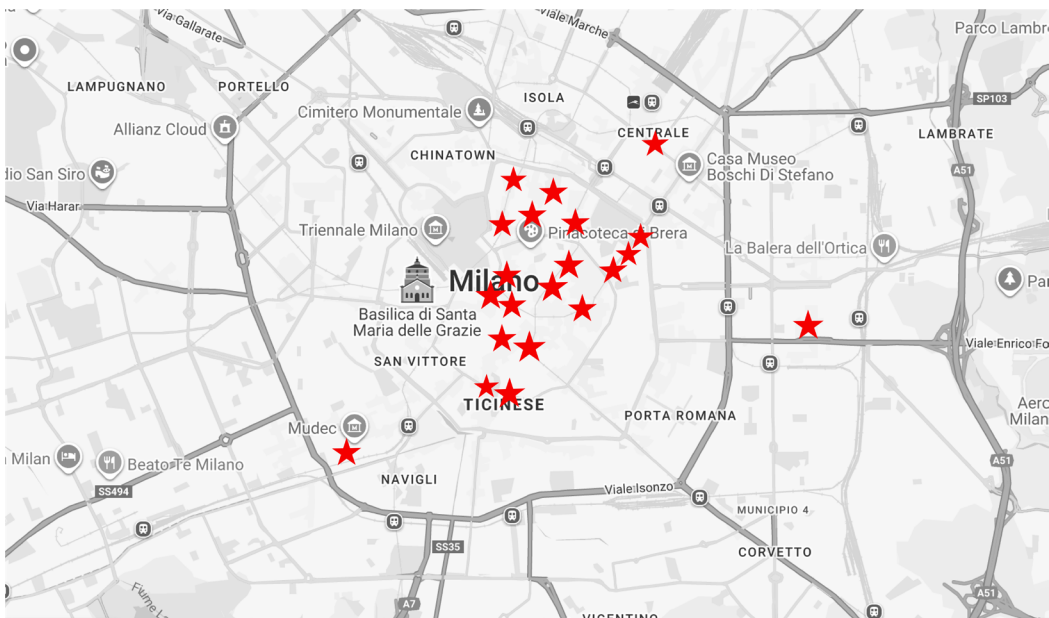 Via Gallarate
Viale Marche
Parco Lambr
LAMPUGNANO
PORTELLO
ISOLA
SP103
Cimitero Monumentale
Allianz Cloud
CENTRALE
LAMBRATE
CHINATOWN
Casa Museo
Boschi Di Stefano
dio San Siro
A51
Via Harar
Triennale Milano
Pinacoteca di Brera
La Balera dell'Ortica
Milano
Basilica di Santa
Maria delle Grazie
Viale Enrico Fo
SAN VITTORE
TICINESE
PORTA ROMANA
Aero
Milan
Mudec
Milan
Beato Te Milano
A51
NAVIGLI
SS494
Viale Isonzo
MUNICIPIO 4
SS35
CORVETTO
A51
A7
VIGENTINO